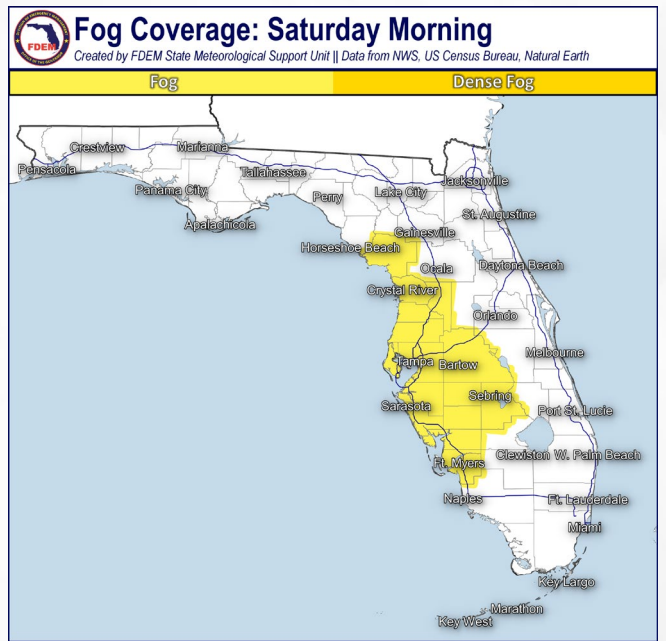 Fog Coverage: Saturday Morning
FDEM
Created by FDEM State Meteorological Support Unit || Data from NWS, US Census Bureau, Natural Earth
Fog
Dense Fog
Crestview
Marianna
Pensacola
Tallahassee
Jacksonville
Panama City
Perry
Lake City
Apalachicola
St. Augustine
Gainesville
Horseshoe Beach
Ocala
Daytona Beach
Crystal River
Orlando
Melbourne
Tampa
Bartow
Sebring
Sarasota
Port St. Lucie
Ft. Myers
Clewiston
W. Palm Beach
Naples
Ft. Lauderdale
Miami
Key Largo
Marathon
Key West